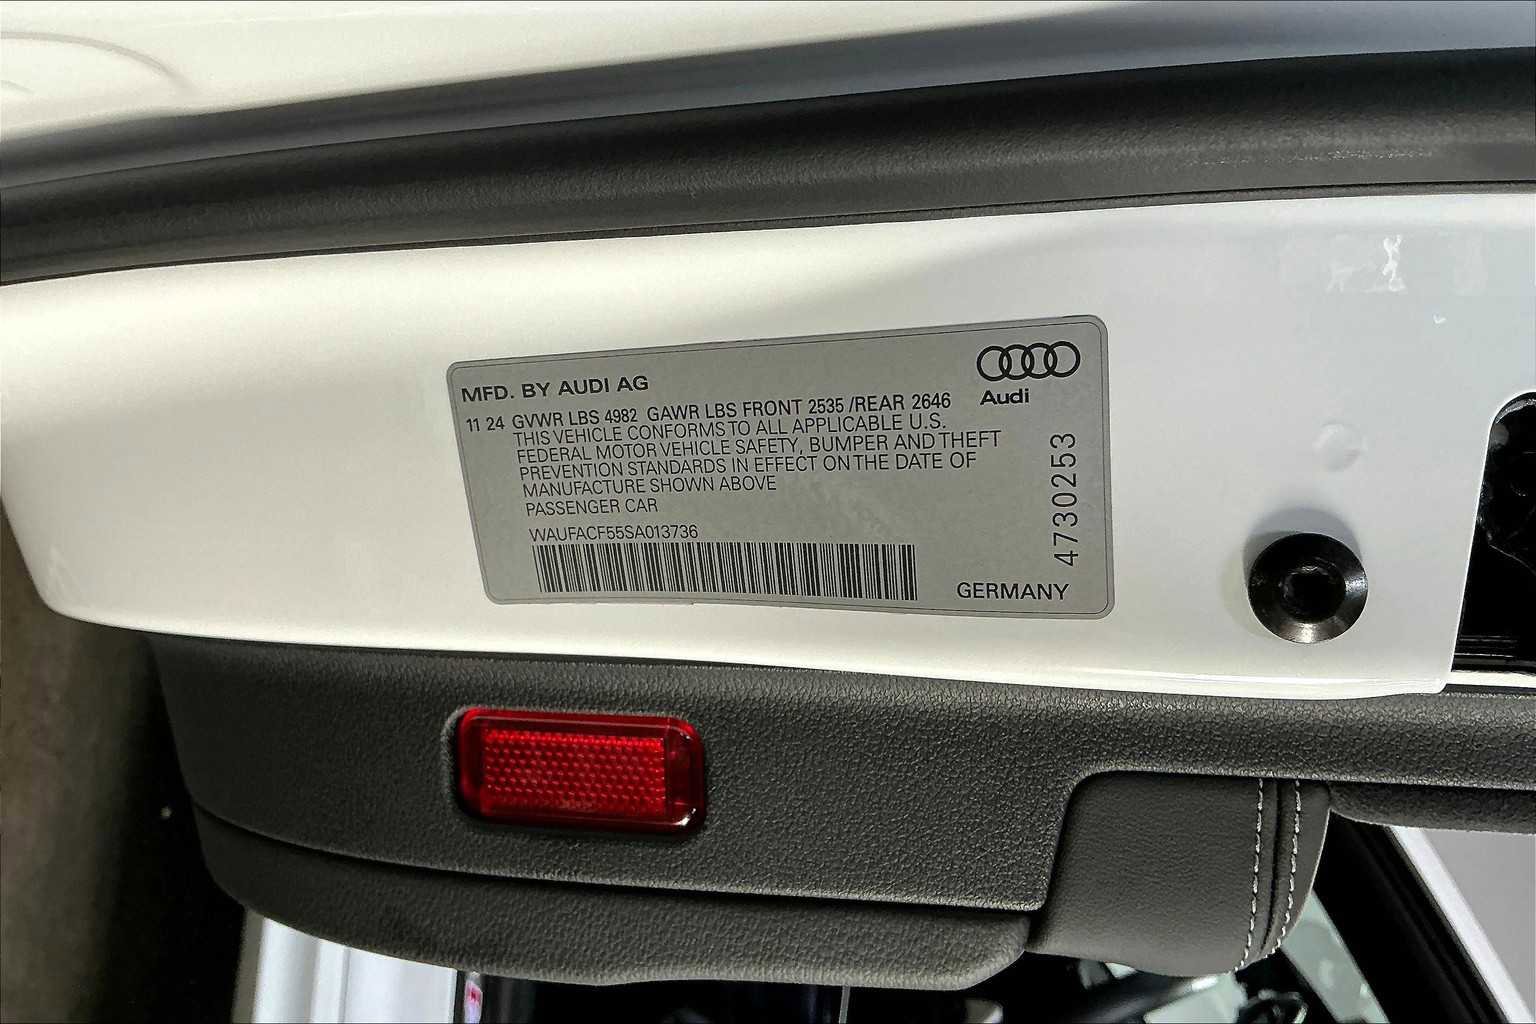 MFD. BY AUDI AG
Audi
11 24 GVWR LBS 4982 GAWR LBS FRONT 2535 /REAR 2646
THIS VEHICLE CONFORMS TO ALL APPLICABLE U.S.
FEDERAL MOTOR VEHICLE SAFETY, BUMPER AND THEFT
PREVENTION STANDARDS IN EFFECT ON THE DATE OF
MANUFACTURE SHOWN ABOVE
PASSENGER CAR
WAUFACF55SA013736
GERMANY
4730253